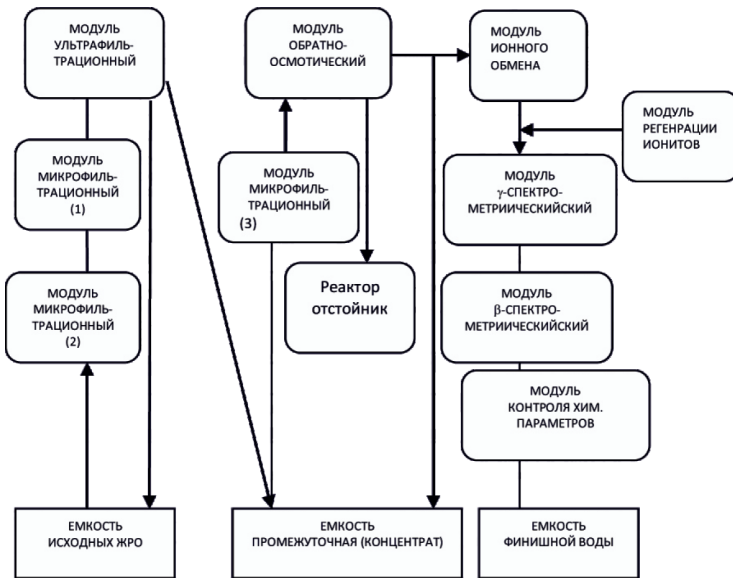 МОДУЛЬ
УЛЬТРАФИЛЬ-
ТРАЦИОННЫЙ
МОДУЛЬ
МИКРОФИЛЬ-
ТРАЦИОННЫЙ
(1)
МОДУЛЬ
МИКРОФИЛЬ-
ТРАЦИОННЫЙ
(2)
ЕМКОСТЬ
ИСХОДНЫХ ЖРО
МОДУЛЬ
ОБРАТНО-
ОСМОТИЧЕСКИЙ
МОДУЛЬ
МИКРОФИЛЬ-
ТРАЦИОННЫЙ
(3)
Реактор
отстойник
ЕМКОСТЬ
ПРОМЕЖУТОЧНАЯ (КОНЦЕНТРАТ)
МОДУЛЬ
ИОННОГО
ОБМЕНА
МОДУЛЬ
РЕГЕНРАЦИИ
ИОНИТОВ
МОДУЛЬ
γ-СПЕКТРО-
МЕТРИИЧЕСКИЙСКИЙ
МОДУЛЬ
β-СПЕКТРО-
МЕТРИИЧЕСКИЙСКИЙ
МОДУЛЬ
КОНТРОЛЯ ХИМ.
ПАРАМЕТРОВ
ЕМКОСТЬ
ФИНИШНОЙ ВОДЫ